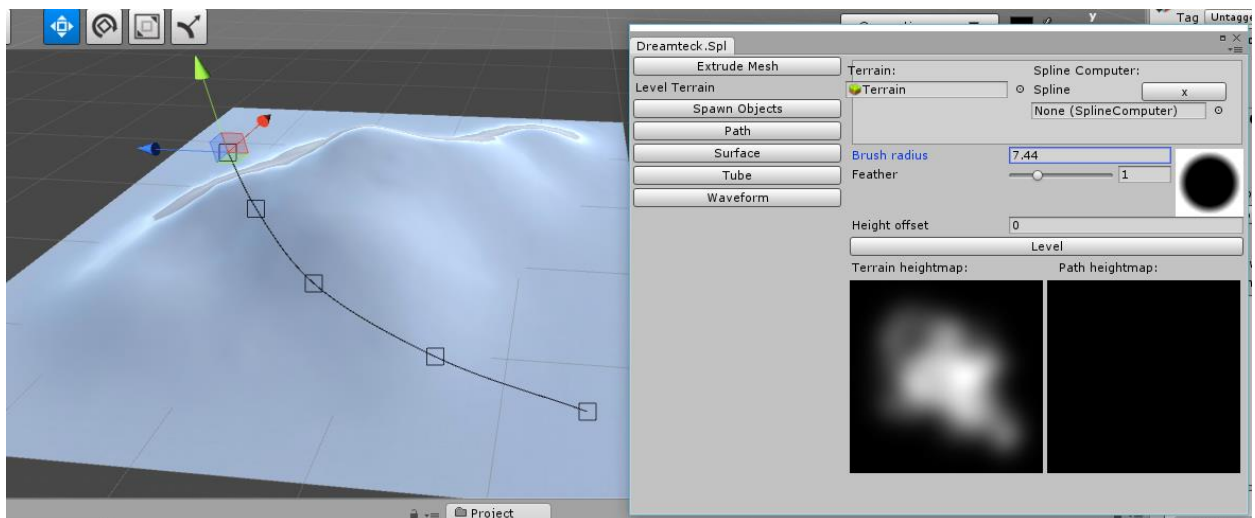 y
Tag Untagge
Dreamteck.Spl
Extrude Mesh
Level Terrain
Spawn Objects
Path
Surface
Tube
Waveform
Terrain:
Terrain
Spline Computer:
Spline x
None (SplineComputer)
Brush radius 7.44
Feather 1
Height offset 0
Level
Terrain heightmap: Path heightmap:
Project